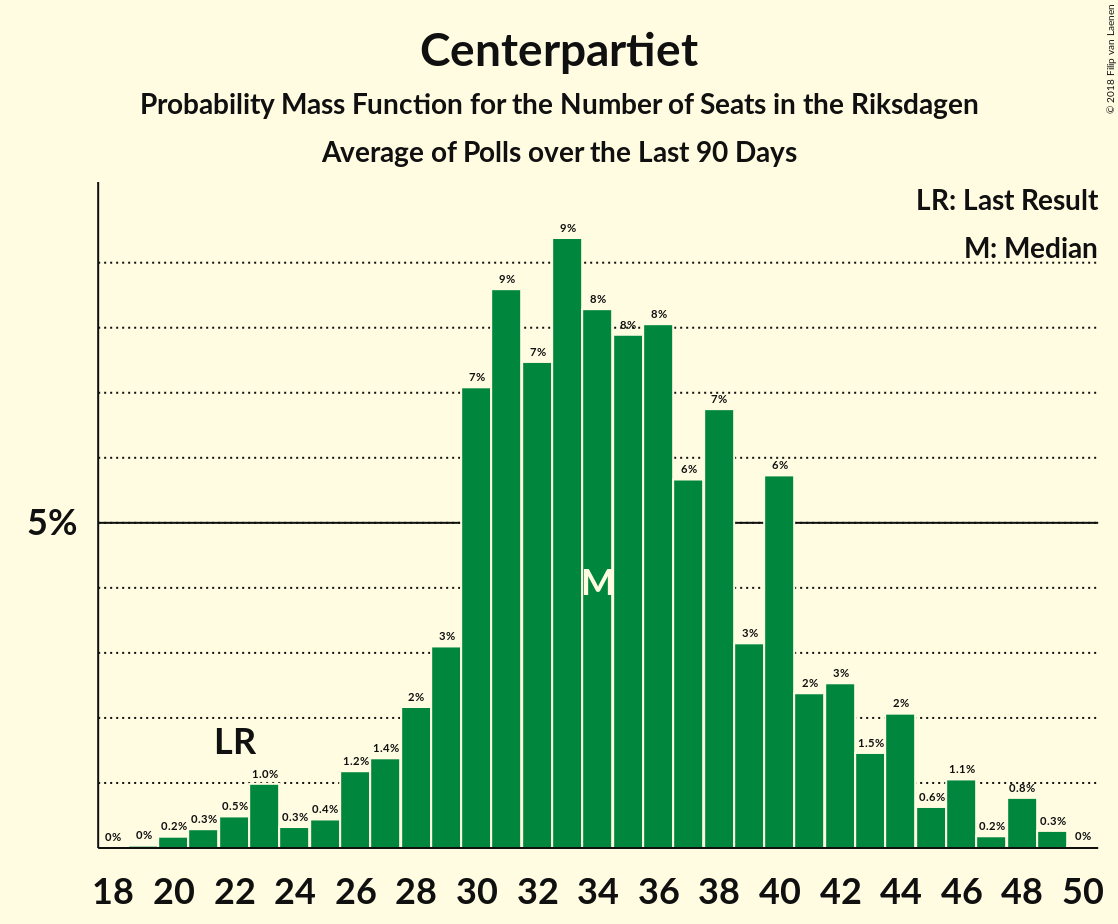 Centerpartiet
Probability Mass Function for the Number of Seats in the Riksdagen
Average of Polls over the Last 90 Days
© 2018 Filip van Laenen
LR: Last Result
M: Median
5%
0% 0% 0.2% 0.3% 0.5% 1.0% 0.3% 0.4% 1.2% 1.4% 2% 3% 7% 9% 7% 9% 8% 8% 8% 6% 7% 3% 6% 2% 3% 1.5% 2% 0.6% 1.1% 0.2% 0.8% 0.3% 0%
LR
M
18 20 22 24 26 28 30 32 34 36 38 40 42 44 46 48 50